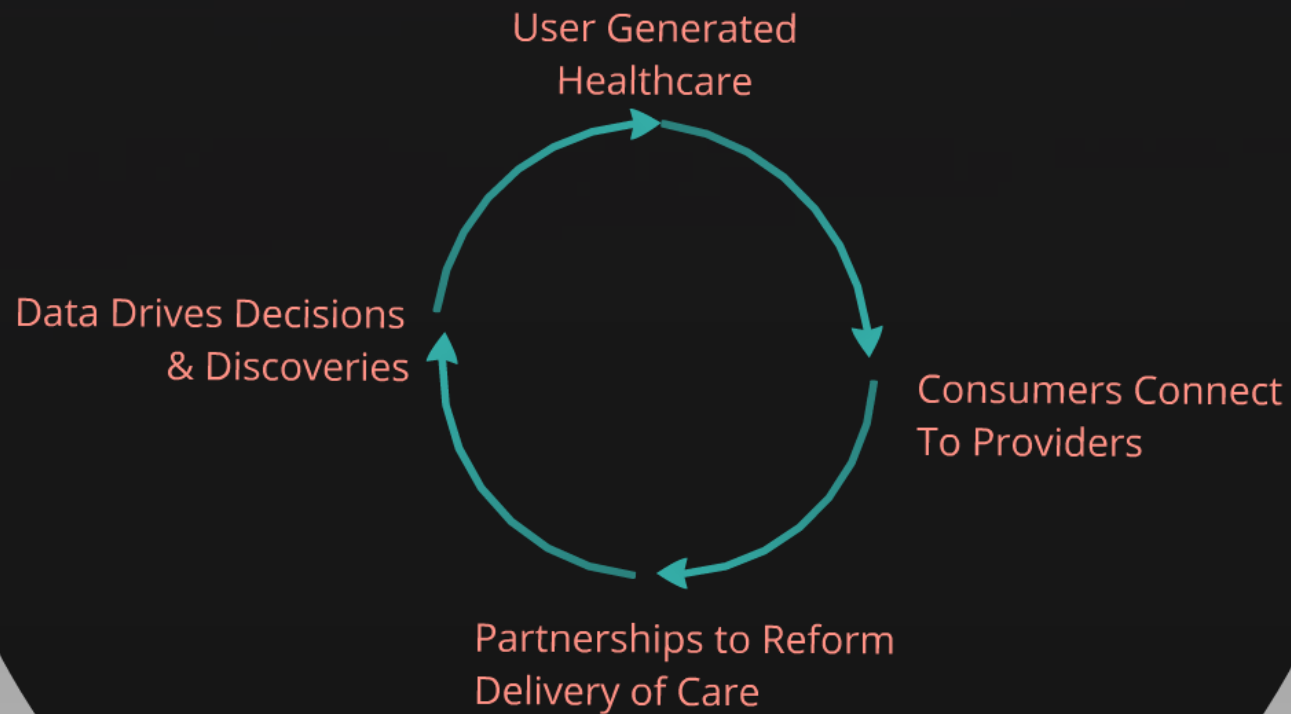 User Generated
Healthcare
Data Drives Decisions
& Discoveries
Consumers Connect
To Providers
Partnerships to Reform
Delivery of Care